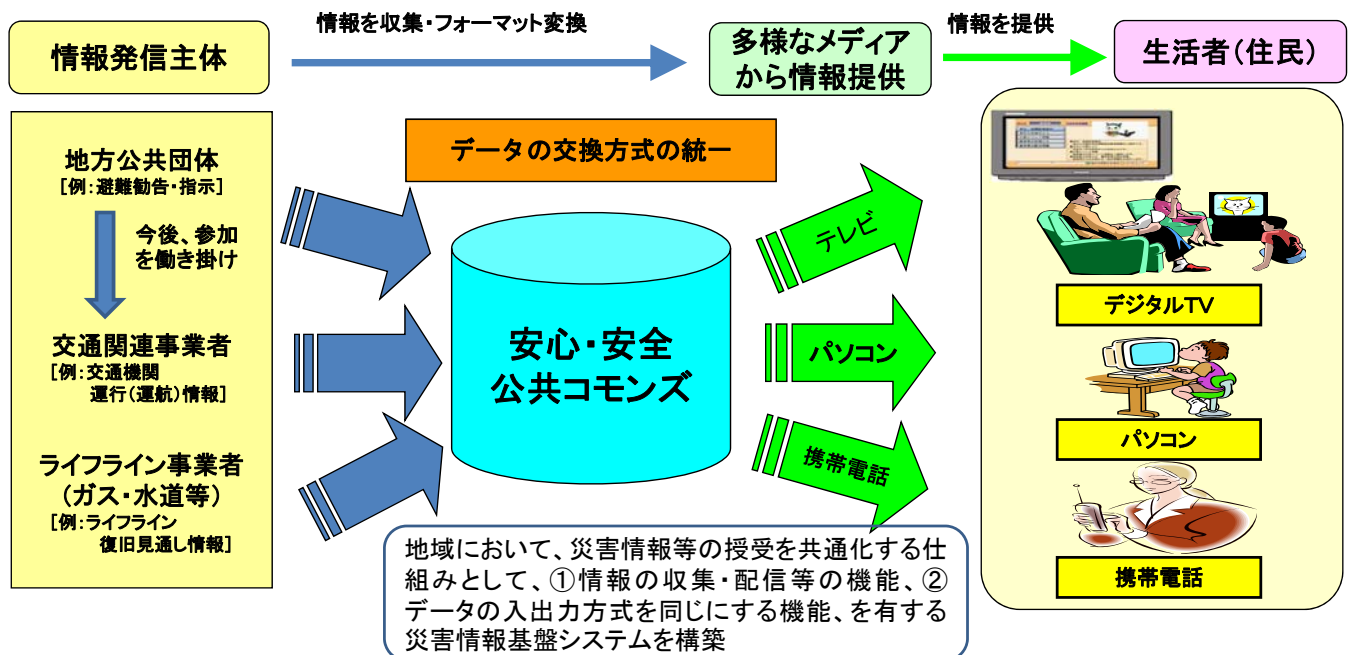 情報を収集・フォーマット変換
情報を提供
情報発信主体
多様なメディア
から情報提供
生活者(住民)
地方公共団体
[例:避難勧告・指示]
今後、参加
を働き掛け
交通関連事業者
[例:交通機関
運行(運航)情報]
ライフライン事業者
(ガス・水道等)
[例:ライフライン
復旧見通し情報]
データの交換方式の統一
安心・安全
公共コモンズ
テレビ
パソコン
携帯電話
デジタルTV
パソコン
携帯電話
地域において、災害情報等の授受を共通化する仕
組みとして、①情報の収集・配信等の機能、②
データの入出力方式を同じにする機能、を有する
災害情報基盤システムを構築